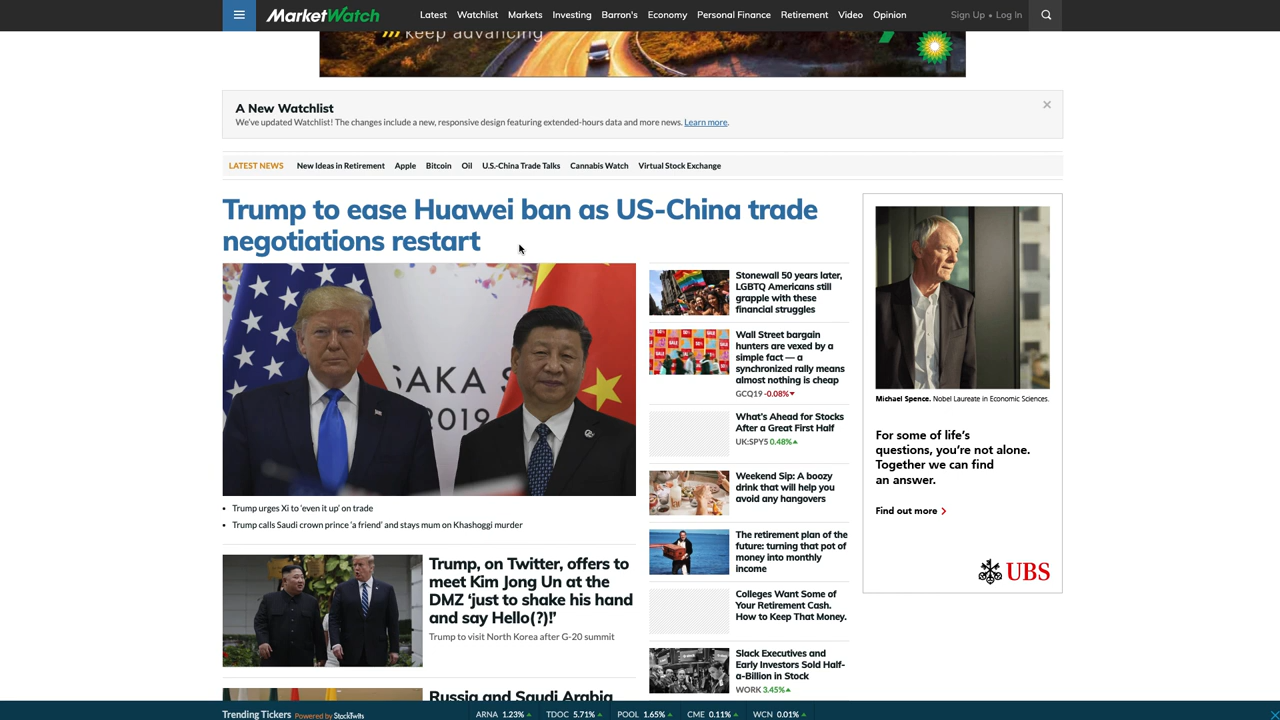 MarketWatch
Latest Watchlist Markets Investing Barron's Economy Personal Finance Retirement Video Opinion
Sign Up • Log In
keep advancing
A New Watchlist
We've updated Watchlist! The changes include a new, responsive design featuring extended-hours data and more news. Learn more.
LATEST NEWS New Ideas in Retirement Apple Bitcoin Oil U.S.-China Trade Talks Cannabis Watch Virtual Stock Exchange
Trump to ease Huawei ban as US-China trade
negotiations restart
SAKA S
2019
• Trump urges Xi to 'even it up' on trade
• Trump calls Saudi crown prince 'a friend' and stays mum on Khashoggi murder
Trump, on Twitter, offers to
meet Kim Jong Un at the
DMZ 'just to shake his hand
and say Hello(?)!'
Trump to visit North Korea after G-20 summit
Russia and Saudi Arabia
Stonewall 50 years later,
LGBTQ Americans still
grapple with these
financial struggles
Wall Street bargain
hunters are vexed by a
simple fact — a
synchronized rally means
almost nothing is cheap
GCQ19 -0.08%
What's Ahead for Stocks
After a Great First Half
UK:SPY5 0.48%
Weekend Sip: A boozy
drink that will help you
avoid any hangovers
The retirement plan of the
future: turning that pot of
money into monthly
income
Colleges Want Some of
Your Retirement Cash.
How to Keep That Money.
Slack Executives and
Early Investors Sold Half-
a-Billion in Stock
WORK 3.45%
Michael Spence. Nobel Laureate in Economic Sciences.
For some of life's
questions, you're not alone.
Together we can find
an answer.
Find out more
UBS
Trending Tickers Powered by StockTwits ARNA 1.23% TDOC 5.71% POOL 1.65% CME 0.11% WCN 0.01%